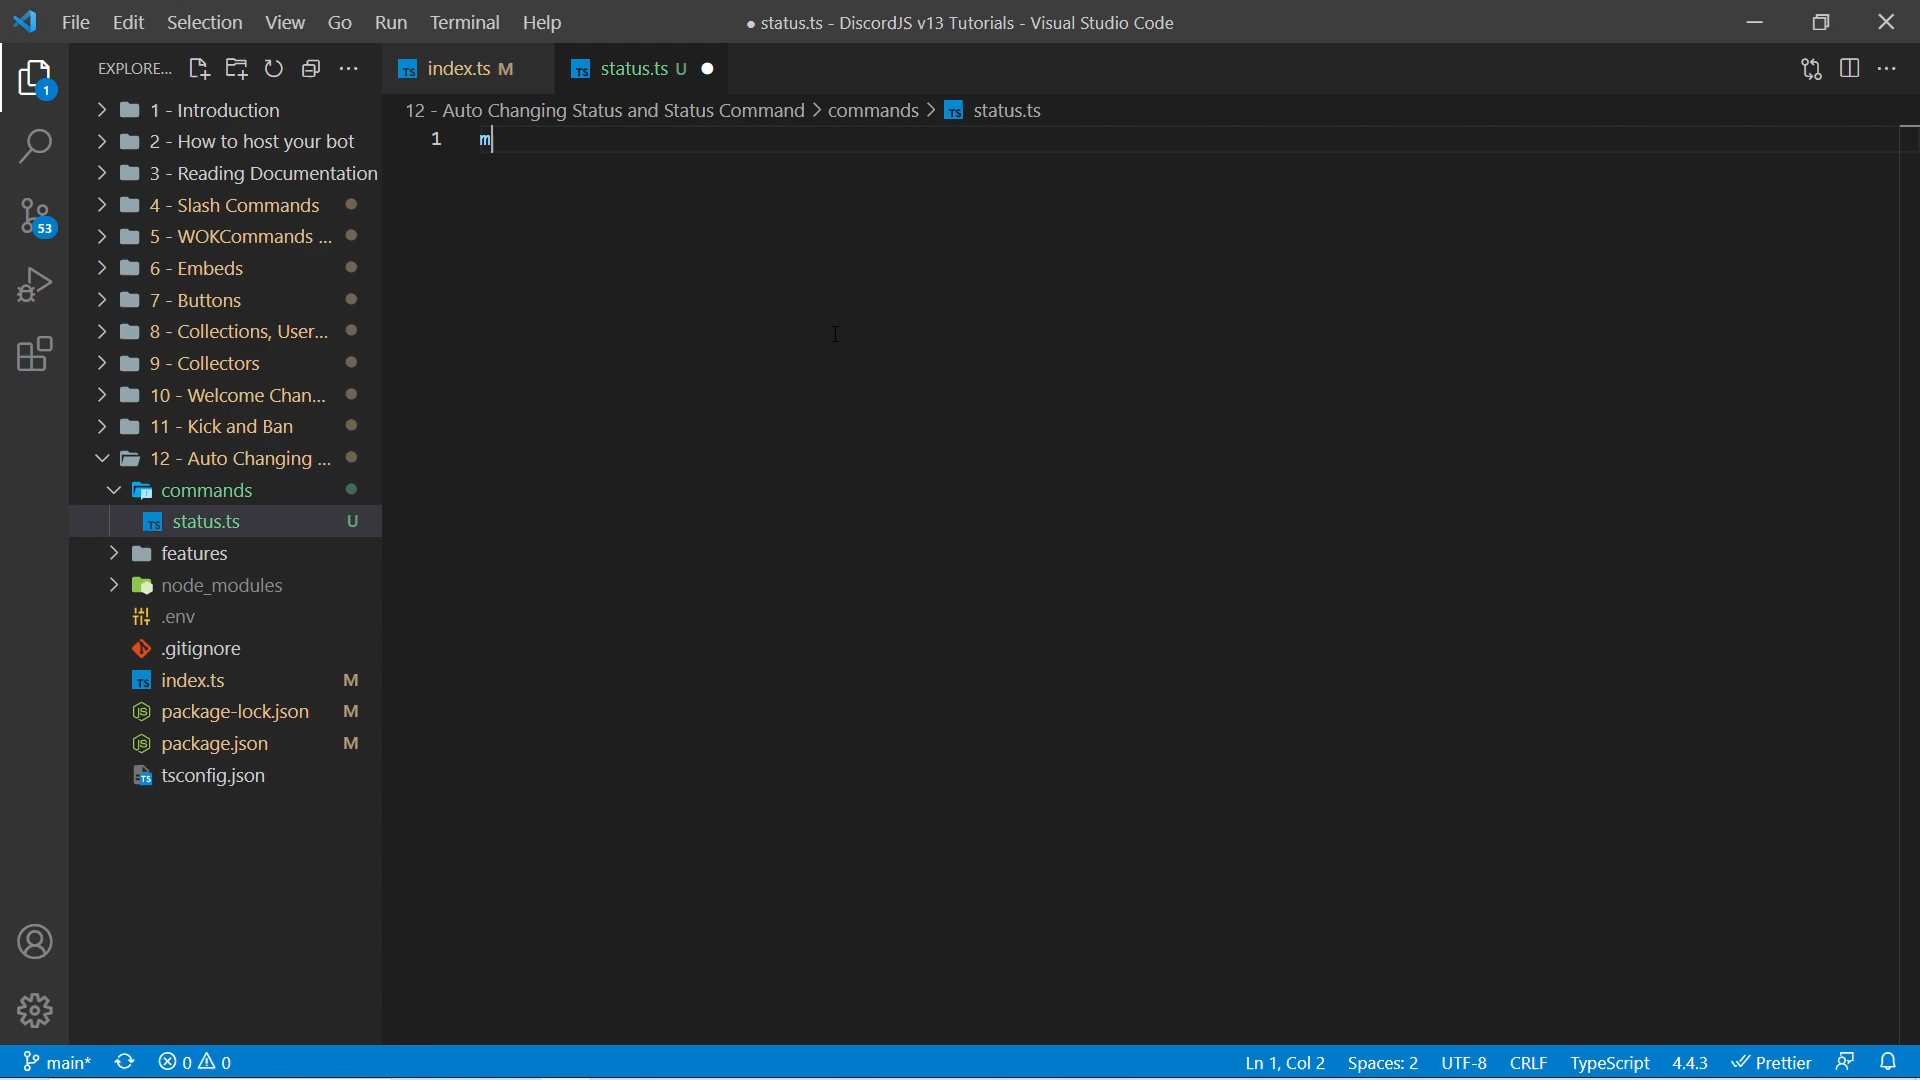 File Edit Selection View Go Run Terminal Help
● status.ts - DiscordJS v13 Tutorials - Visual Studio Code
EXPLORE...
index.ts M
status.ts U
12 - Auto Changing Status and Status Command > commands > TS status.ts
1 m
1 - Introduction
2 - How to host your bot
3 - Reading Documentation
4 - Slash Commands
5 - WOKCommands ...
6 - Embeds
7 - Buttons
8 - Collections, User...
9 - Collectors
10 - Welcome Chan...
11 - Kick and Ban
12 - Auto Changing ...
commands
TS status.ts U
features
node_modules
.env
.gitignore
TS index.ts M
package-lock.json M
package.json M
tsconfig.json
1
53
main* 0 0
Ln 1, Col 2 Spaces: 2 UTF-8 CRLF TypeScript 4.4.3 Prettier